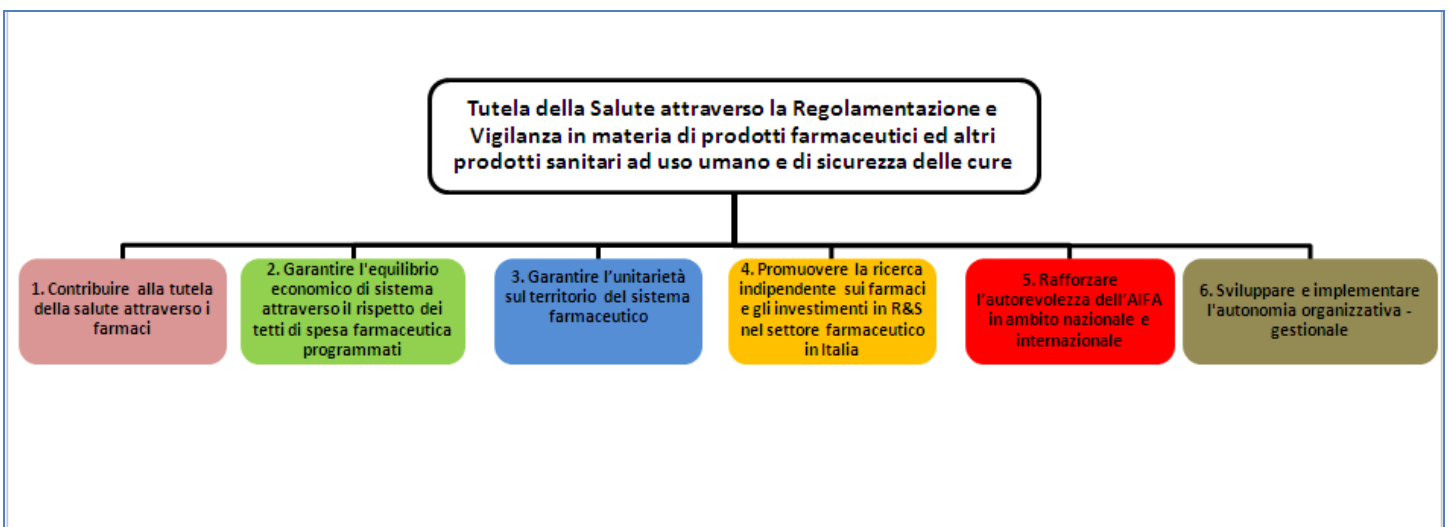 Tutela della Salute attraverso la Regolamentazione e
Vigilanza in materia di prodotti farmaceutici ed altri
prodotti sanitari ad uso umano e di sicurezza delle cure
1. Contribuire alla tutela
della salute attraverso i
farmaci
2. Garantire l'equilibrio
economico di sistema
attraverso il rispetto dei
tetti di spesa farmaceutica
programmati
3. Garantire l’unitarietà
sul territorio del sistema
farmaceutico
4. Promuovere la ricerca
indipendente sui farmaci
e gli investimenti in R&S
nel settore farmaceutico
in Italia
5. Rafforzare
l’autorevolezza dell’AIFA
in ambito nazionale e
internazionale
6. Sviluppare e implementare
l'autonomia organizzativa -
gestionale